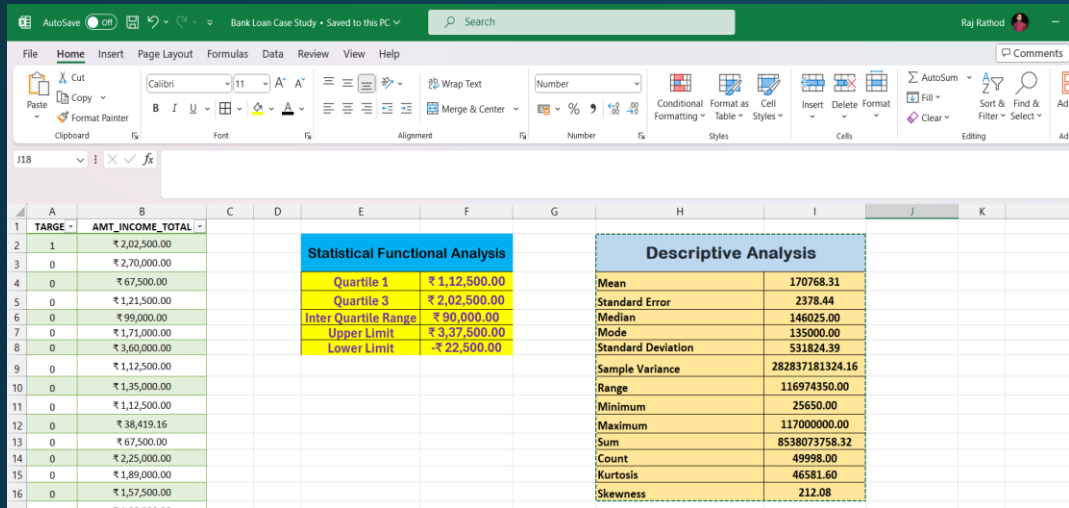 AutoSave Off Bank Loan Case Study • Saved to this PC Search Raj Rathod
File Home Insert Page Layout Formulas Data Review View Help Comments
Cut Calibri 11 Wrap Text Number AutoSum
Paste Copy B I U Merge & Center % Conditional Format as Cell Insert Delete Format Fill Sort & Find &
Format Painter Formatting Table Styles Clear Filter Select
Clipboard Font Alignment Number Styles Cells Editing
J18 fx
A B C D E F G H I J K
1 TARGE AMT_INCOME_TOTAL
2 1 ₹ 2,02,500.00 Statistical Functional Analysis Descriptive Analysis
3 0 ₹ 2,70,000.00
4 0 ₹ 67,500.00 Quartile 1 ₹ 1,12,500.00 Mean 170768.31
5 0 ₹ 1,21,500.00 Quartile 3 ₹ 2,02,500.00 Standard Error 2378.44
6 0 ₹ 99,000.00 Inter Quartile Range ₹ 90,000.00 Median 146025.00
7 0 ₹ 1,71,000.00 Upper Limit ₹ 3,37,500.00 Mode 135000.00
8 0 ₹ 3,60,000.00 Lower Limit -₹ 22,500.00 Standard Deviation 531824.39
9 0 ₹ 1,12,500.00 Sample Variance 282837181324.16
10 0 ₹ 1,35,000.00 Range 116974350.00
11 0 ₹ 1,12,500.00 Minimum 25650.00
12 0 ₹ 38,419.16 Maximum 117000000.00
13 0 ₹ 67,500.00 Sum 8538073758.32
14 0 ₹ 2,25,000.00 Count 49998.00
15 0 ₹ 1,89,000.00 Kurtosis 46581.60
16 0 ₹ 1,57,500.00 Skewness 212.08